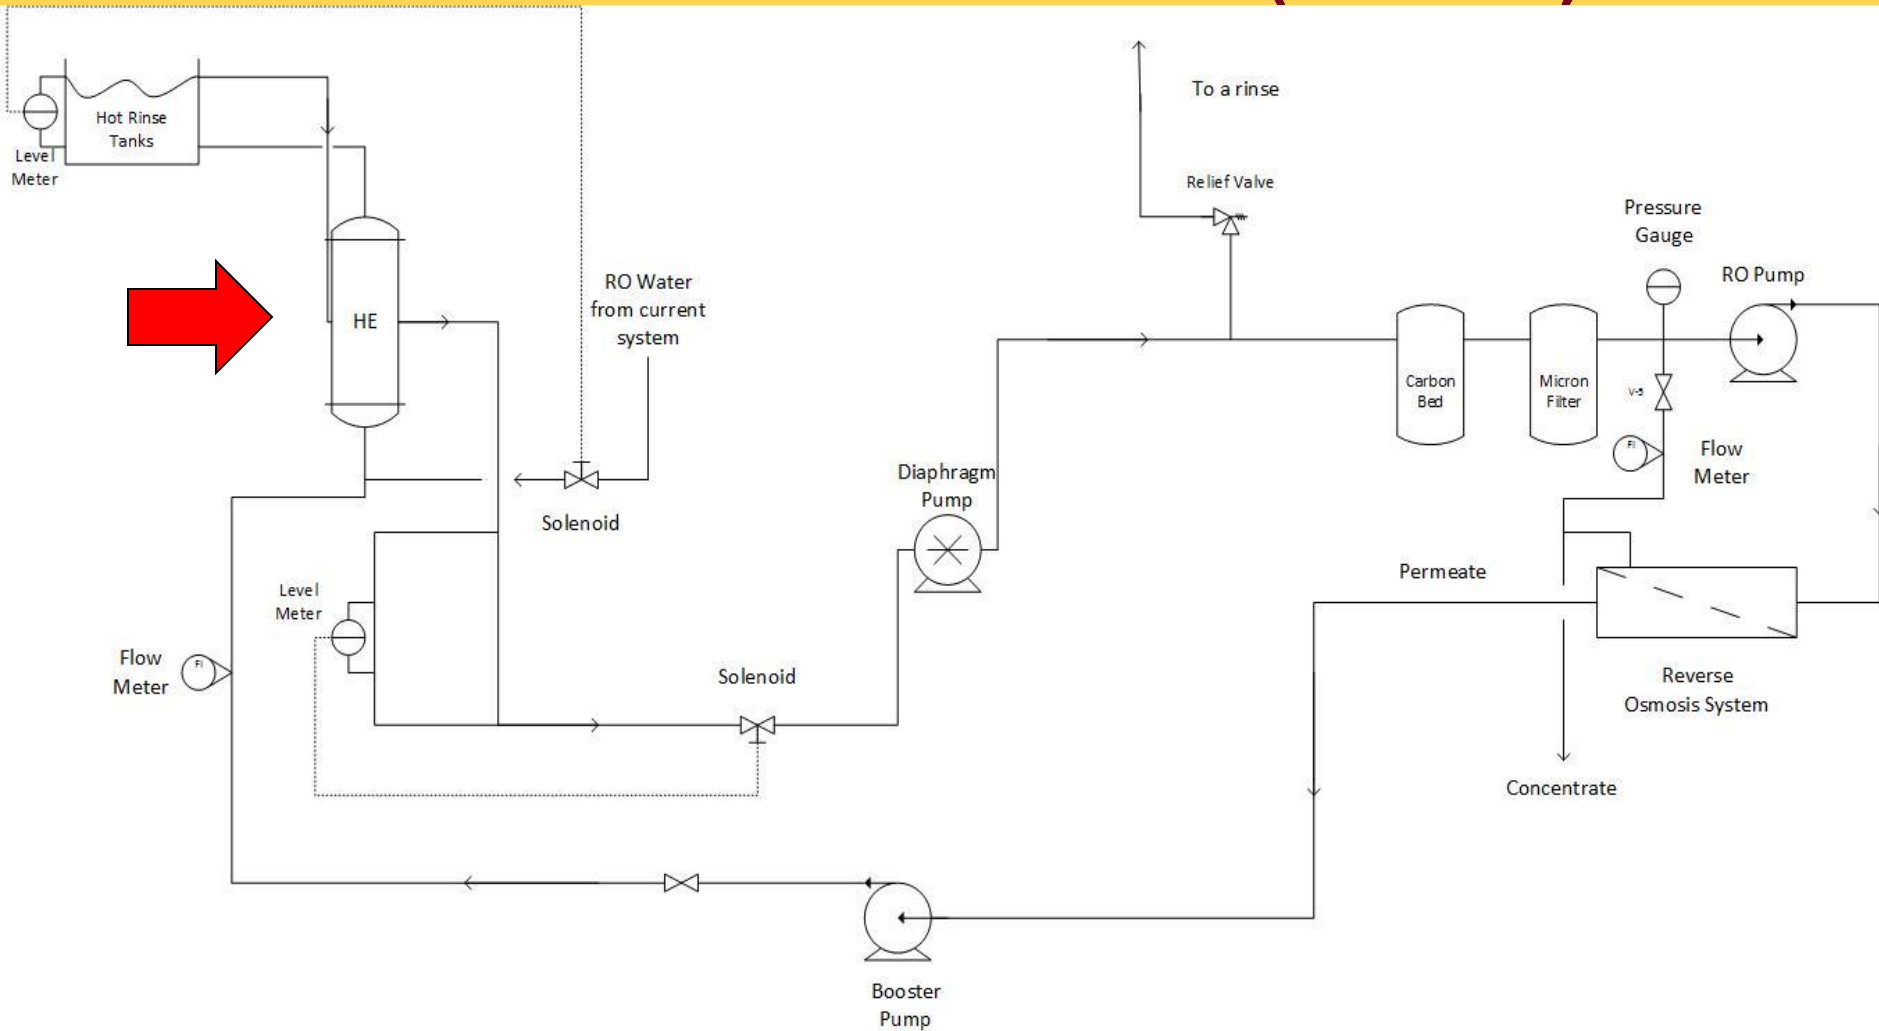 Hot Rinse
Tanks
Level
Meter
To a rinse
Relief Valve
Pressure
Gauge
RO Pump
HE
RO Water
from current
system
Carbon
Bed
Micron
Filter
V-5
FI
Flow
Meter
Diaphragm
Pump
Solenoid
Permeate
Level
Meter
FI
Flow
Meter
Solenoid
Reverse
Osmosis System
Concentrate
Booster
Pump